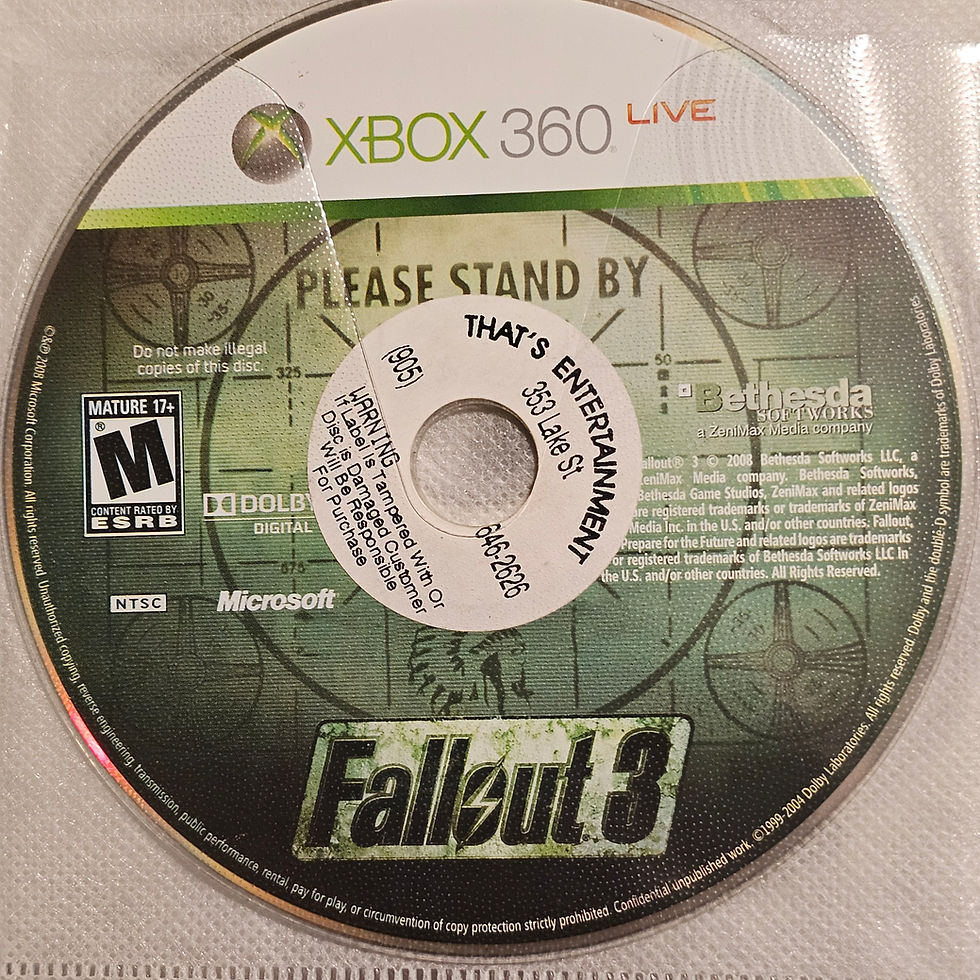 XBOX 360 LIVE
PLEASE STAND BY
Do not make illegal
copies of this disc.
325
50
MATURE 17+
M
CONTENT RATED BY
ESRB
DOLBY
DIGITAL
675
NTSC
Microsoft
THAT'S ENTERTAINMENT
353 Lake St
(905)
646-2626
WARNING
If Label is Tampered With Or
Disc is Damaged Customer
Will Be Responsible
For Purchase
Bethesda
SOFTWORKS
a ZeniMax Media company
allout® 3 © 2008 Bethesda Softworks LLC, a
ZeniMax Media company. Bethesda Softworks,
Bethesda Game Studios, ZeniMax and related logos
are registered trademarks or trademarks of ZeniMax
Media Inc. in the U.S. and/or other countries. Fallout,
Prepare for the Future and related logos are trademarks
or registered trademarks of Bethesda Softworks LLC in
the U.S. and/or other countries. All Rights Reserved.
Fallout 3
©&℗ 2008 Microsoft Corporation. All rights reserved. Unauthorized copying, reverse engineering, transmission, public performance, rental, pay for play, or circumvention of copy protection strictly prohibited. Confidential unpublished work. ©1999-2004 Dolby Laboratories. All rights reserved. Dolby and the double-D symbol are trademarks of Dolby Laboratories.